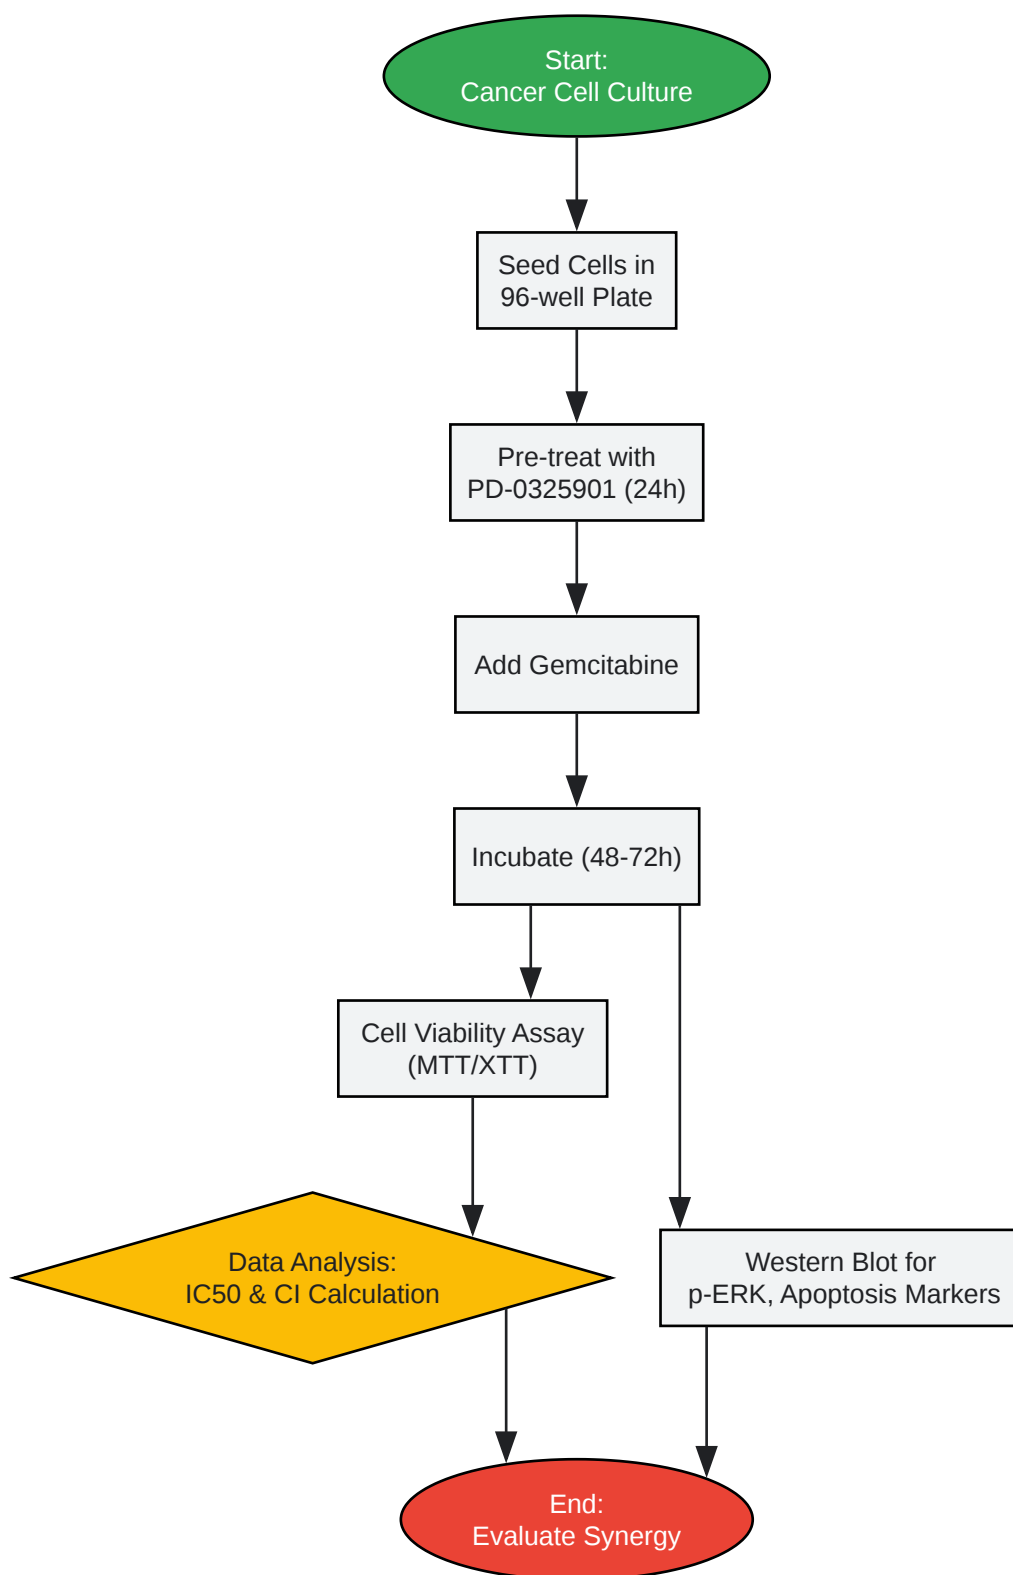 Start:
Cancer Cell Culture
Seed Cells in
96-well Plate
Pre-treat with
PD-0325901 (24h)
Add Gemcitabine
Incubate (48-72h)
Cell Viability Assay
(MTT/XTT)
Data Analysis:
IC50 & CI Calculation
Western Blot for
p-ERK, Apoptosis Markers
End:
Evaluate Synergy